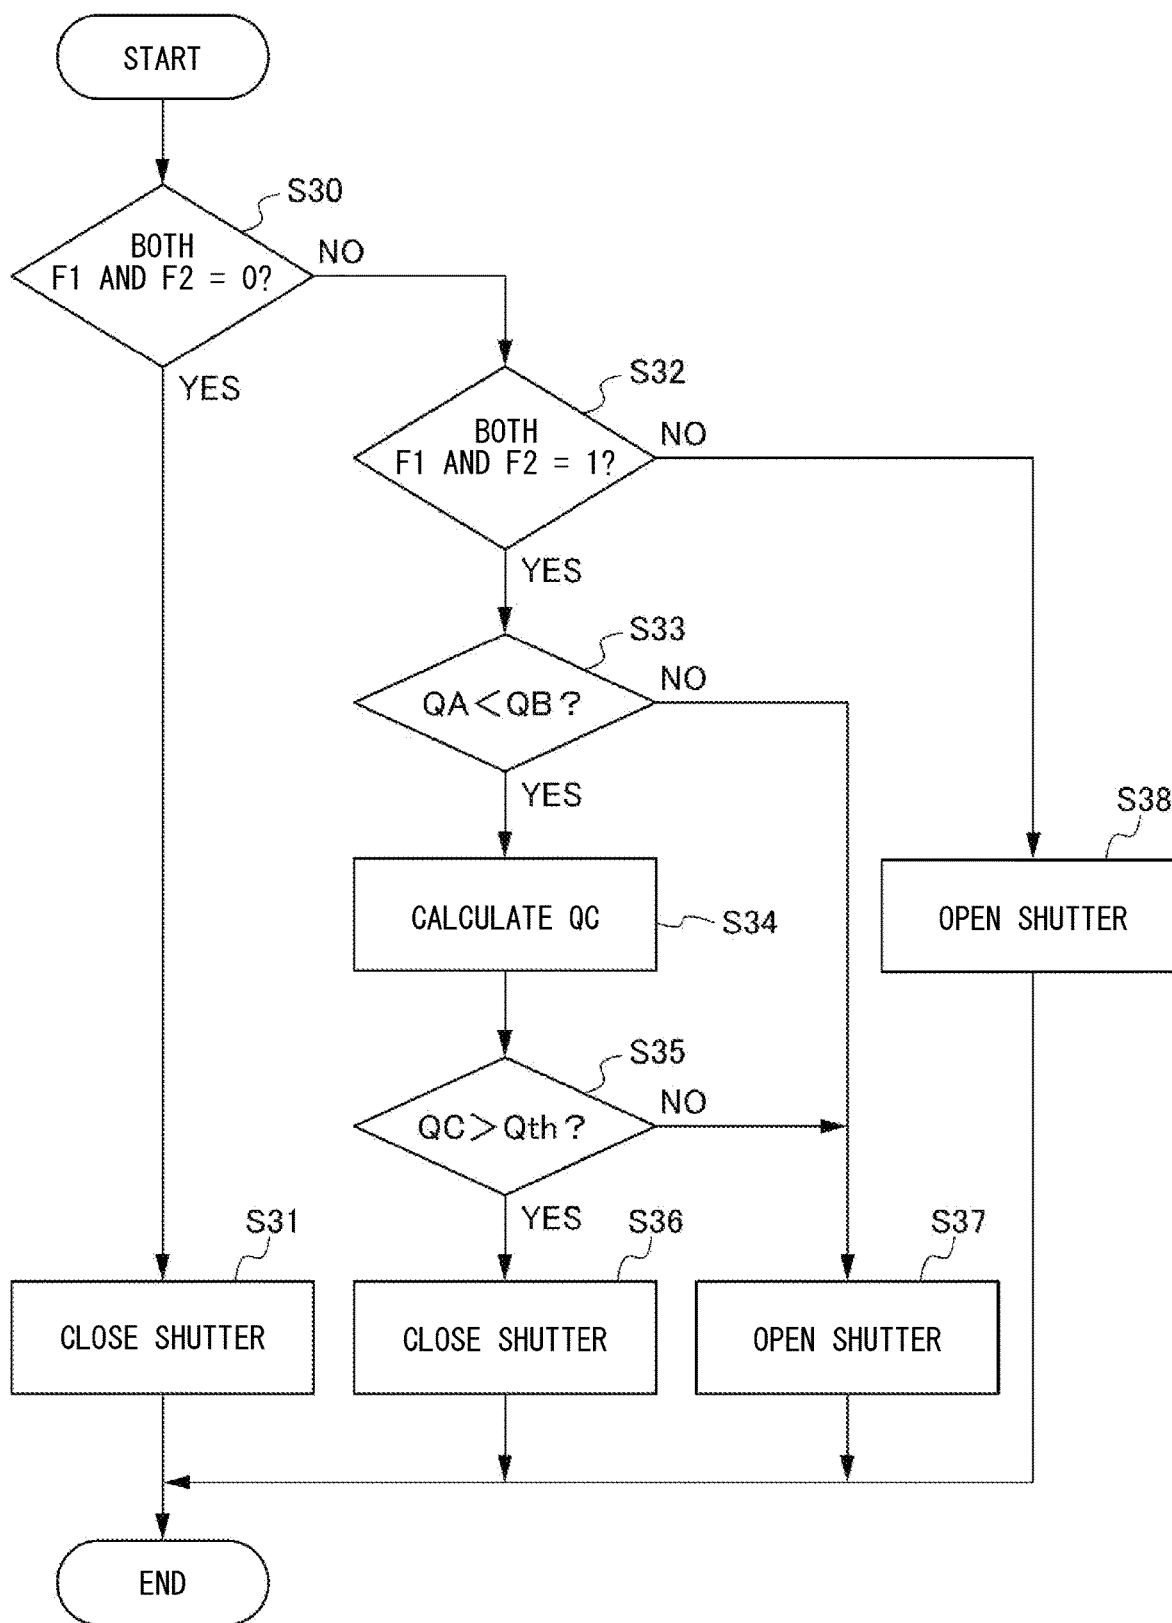 START
S30
BOTH
F1 AND F2 = 0?
NO
YES
S32
BOTH
F1 AND F2 = 1?
NO
YES
S33
QA<QB?
NO
YES
S38
CALCULATE QC
S34
OPEN SHUTTER
S35
QC>Qth?
NO
YES
S31
S36
S37
CLOSE SHUTTER
CLOSE SHUTTER
OPEN SHUTTER
END